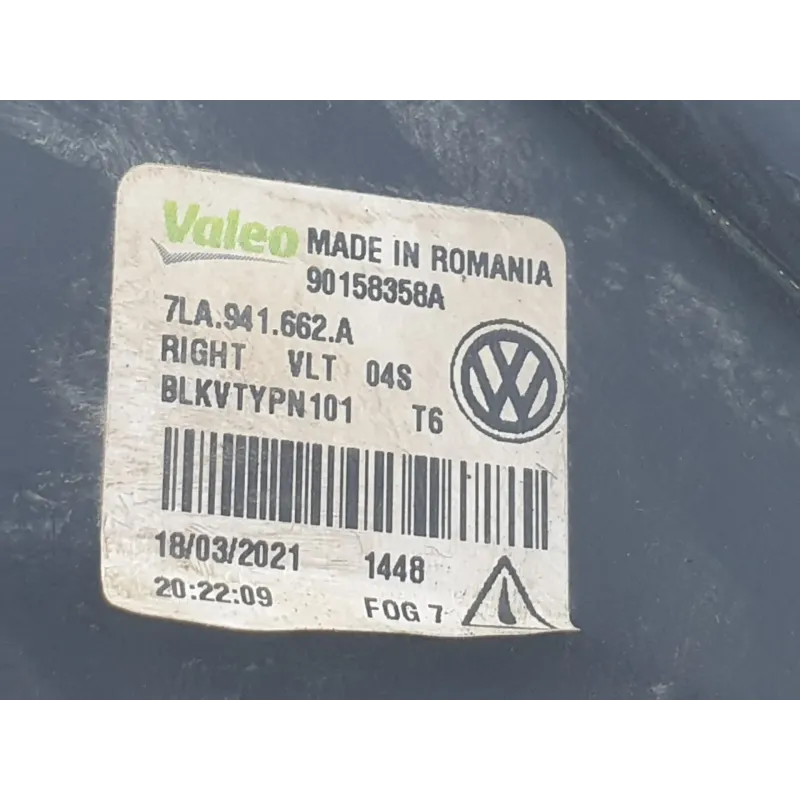 Valeo MADE IN ROMANIA
90158358A
7LA.941.662.A
RIGHT VLT 04S
BLKVTYPN101 T6
18/03/2021 1448
20:22:09 FOG 7